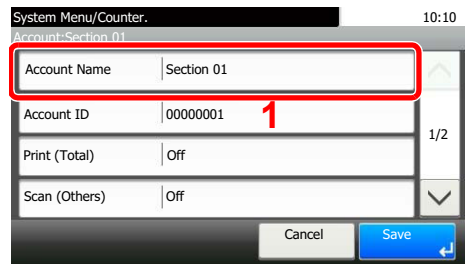 System Menu/Counter. 10:10
Account:Section 01
Account Name Section 01
Account ID 00000001 1
1/2
Print (Total) Off
Scan (Others) Off
Cancel Save